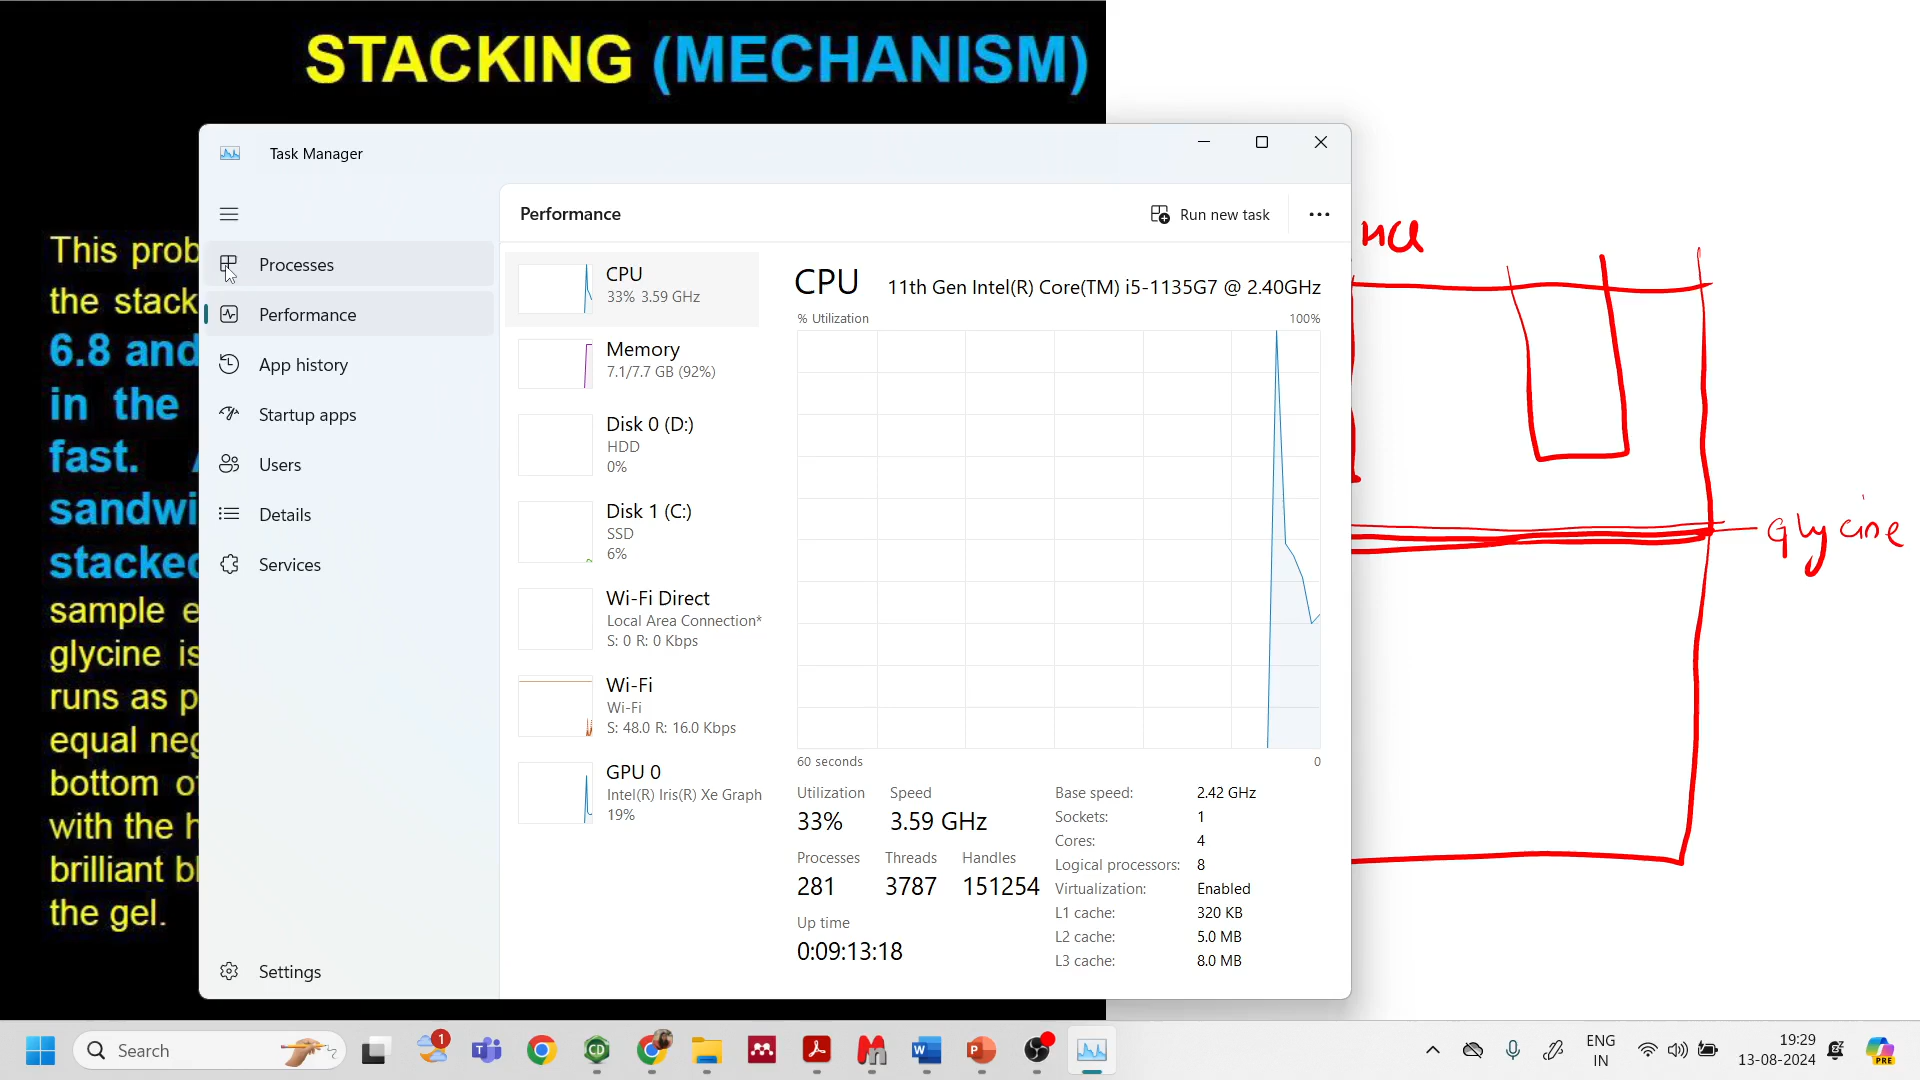 STACKING (MECHANISM)
This prob
the stack
6.8 and
in the
fast.
sandwi
stacked
sample e
glycine is
runs as p
equal neg
bottom of
with the h
brilliant bl
the gel.
Task Manager
Processes
Performance
App history
Startup apps
Users
Details
Services
Settings
Performance
Run new task
CPU
33% 3.59 GHz
Memory
7.1/7.7 GB (92%)
Disk 0 (D:)
HDD
0%
Disk 1 (C:)
SSD
6%
Wi-Fi Direct
Local Area Connection*
S: 0 R: 0 Kbps
Wi-Fi
Wi-Fi
S: 48.0 R: 16.0 Kbps
GPU 0
Intel(R) Iris(R) Xe Graph
19%
CPU 11th Gen Intel(R) Core(TM) i5-1135G7 @ 2.40GHz
% Utilization 100%
60 seconds 0
Utilization Speed
33% 3.59 GHz
Processes Threads Handles
281 3787 151254
Up time
0:09:13:18
Base speed: 2.42 GHz
Sockets: 1
Cores: 4
Logical processors: 8
Virtualization: Enabled
L1 cache: 320 KB
L2 cache: 5.0 MB
L3 cache: 8.0 MB
HCl
Glycine
Search
1
CD
W
P
ENG
IN
19:29
13-08-2024
PRE